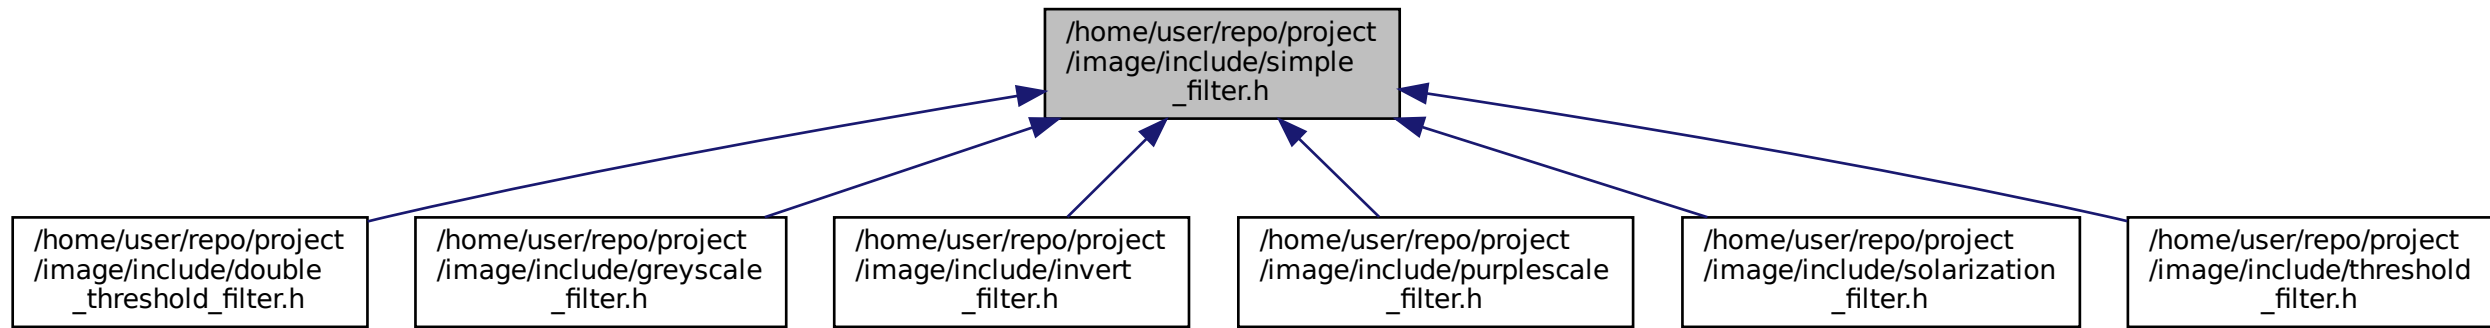 /home/user/repo/project
/image/include/simple
_filter.h
/home/user/repo/project
/image/include/double
_threshold_filter.h
/home/user/repo/project
/image/include/greyscale
_filter.h
/home/user/repo/project
/image/include/invert
_filter.h
/home/user/repo/project
/image/include/purplescale
_filter.h
/home/user/repo/project
/image/include/solarization
_filter.h
/home/user/repo/project
/image/include/threshold
_filter.h